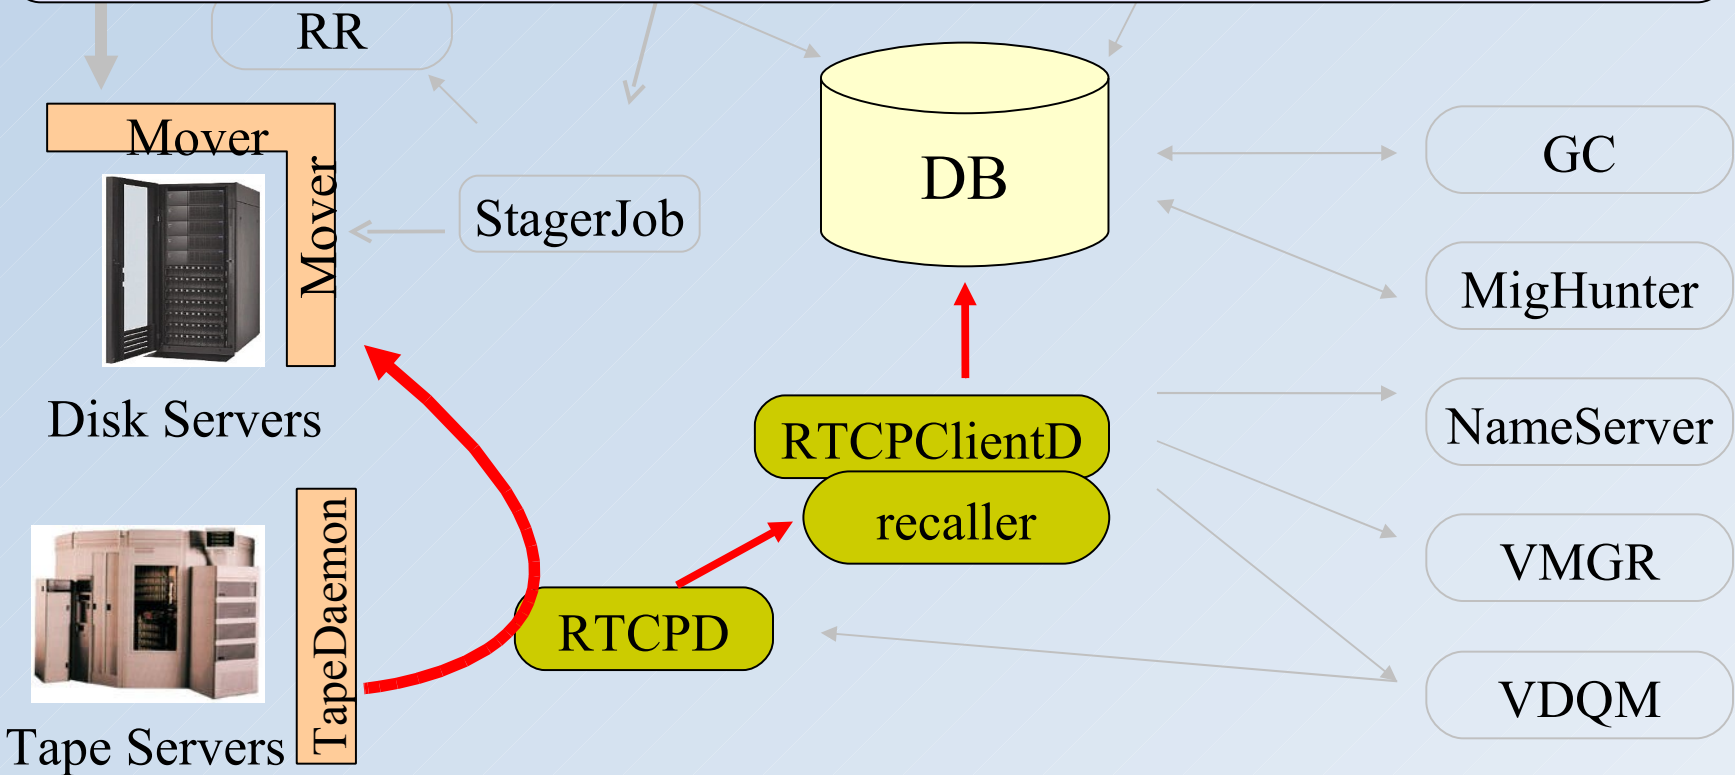 RR
Mover
Mover
DB
GC
StagerJob
MigHunter
Disk Servers
RTCPClientD
NameServer
recaller
TapeDaemon
VMGR
RTCPD
VDQM
Tape Servers